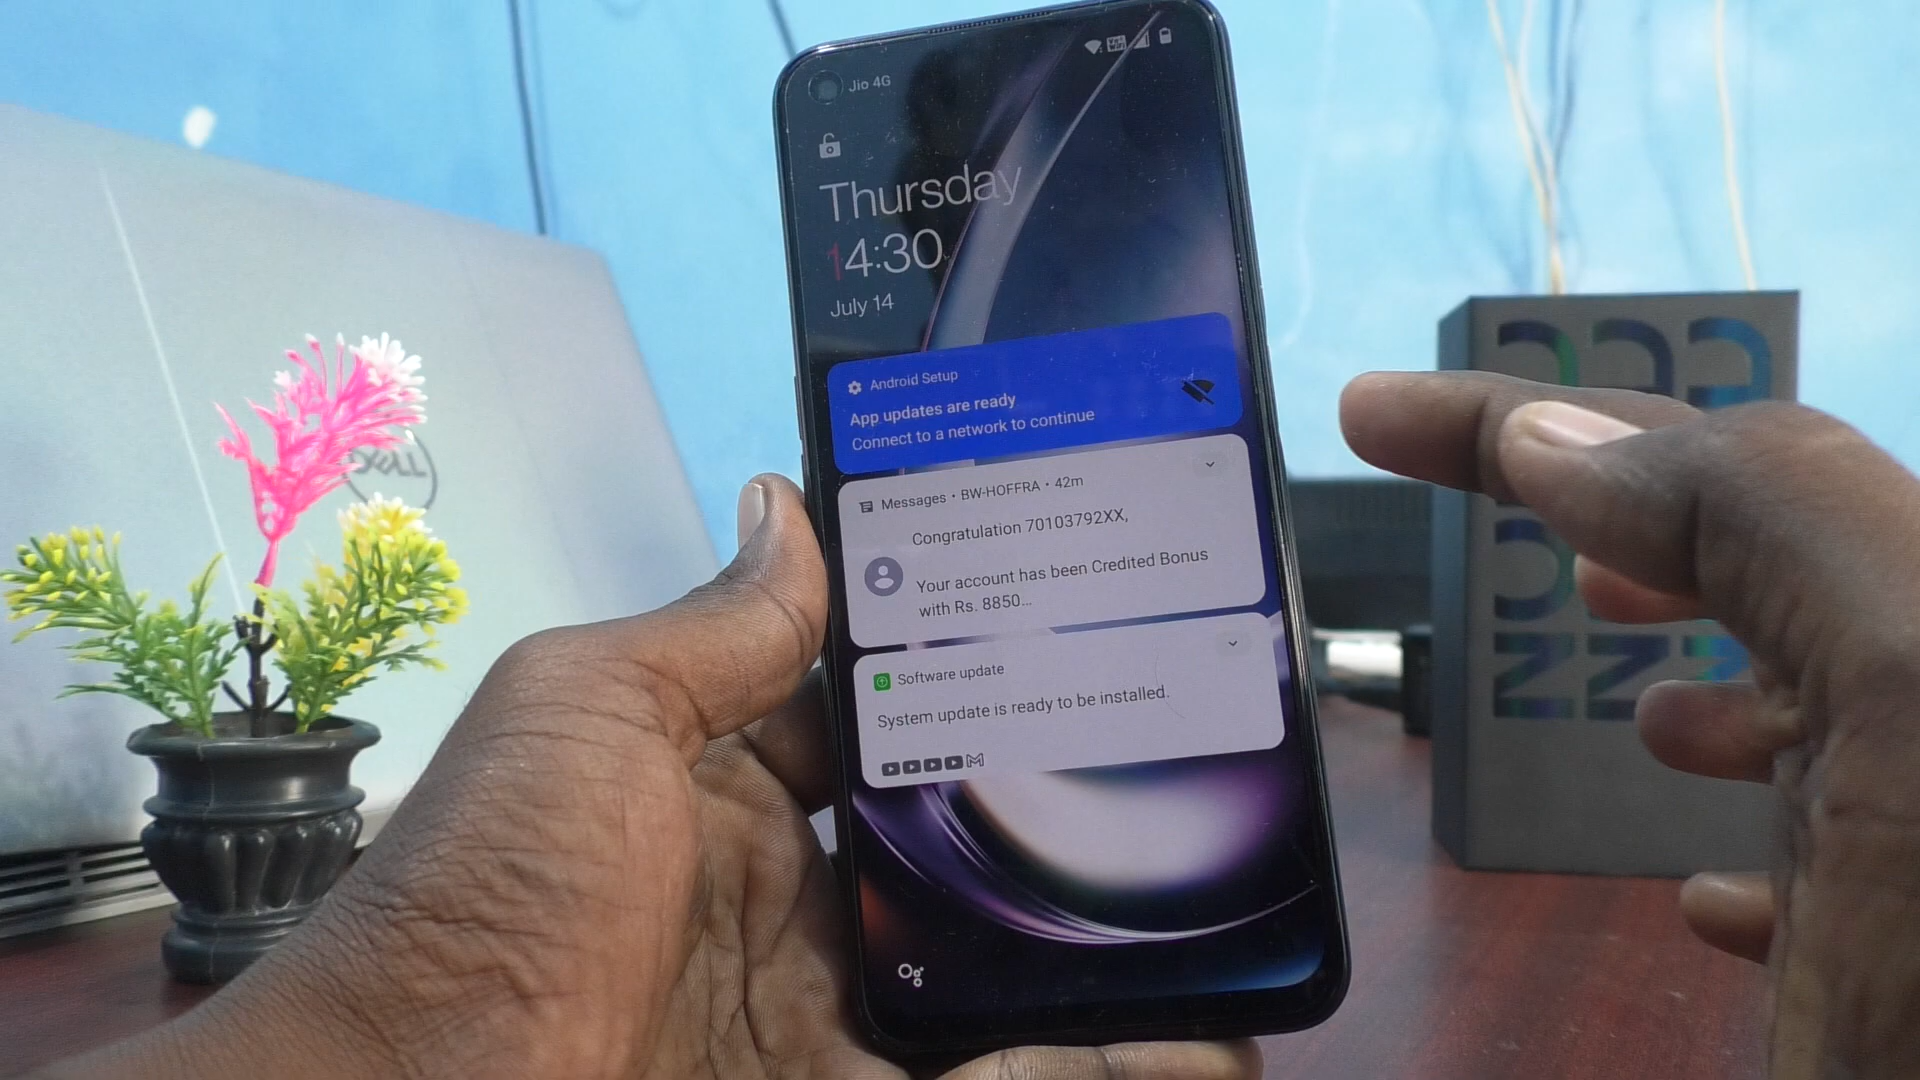 Jio 4G
Thursday
14:30
July 14
Android Setup
App updates are ready
Connect to a network to continue
Messages • BW-HOFFRA • 42m
Congratulation 70103792XX,
Your account has been Credited Bonus
with Rs. 8850...
Software update
System update is ready to be installed.
DELL